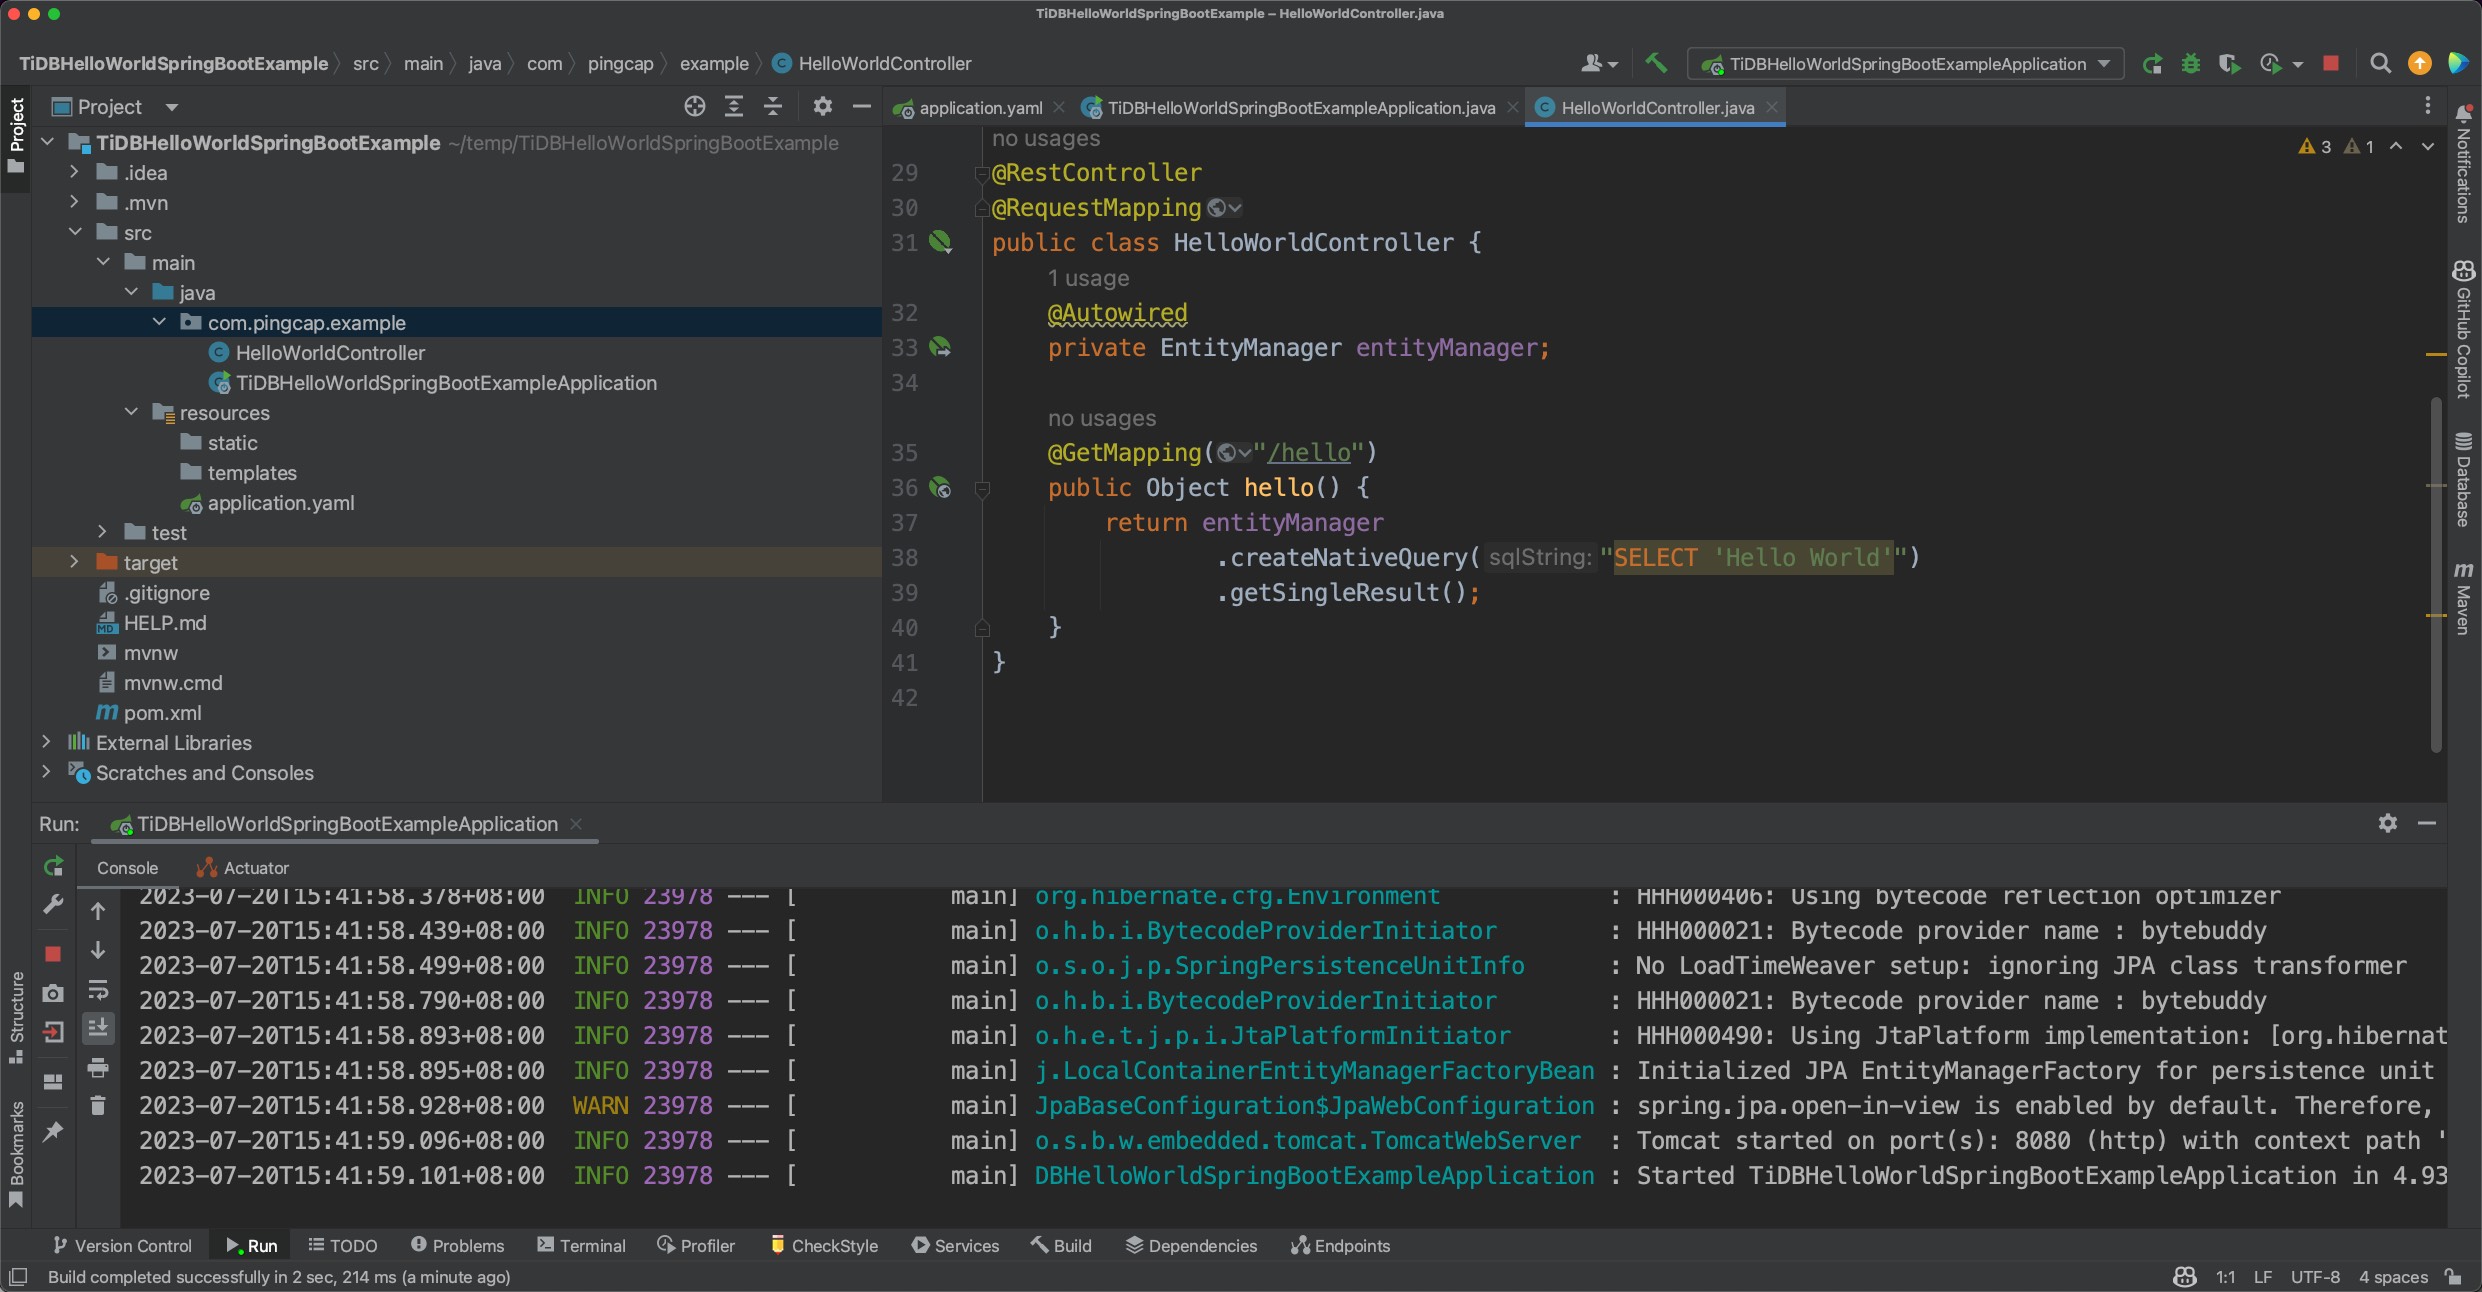 TiDBHelloWorldSpringBootExample – HelloWorldController.java
TiDBHelloWorldSpringBootExample src main java com pingcap example HelloWorldController
TiDBHelloWorldSpringBootExampleApplication
Project
Project
TiDBHelloWorldSpringBootExample ~/temp/TiDBHelloWorldSpringBootExample
.idea
.mvn
src
main
java
com.pingcap.example
HelloWorldController
TiDBHelloWorldSpringBootExampleApplication
resources
static
templates
application.yaml
test
target
.gitignore
HELP.md
mvnw
mvnw.cmd
pom.xml
External Libraries
Scratches and Consoles
application.yaml TiDBHelloWorldSpringBootExampleApplication.java HelloWorldController.java
3 1
no usages
29 @RestController
30 @RequestMapping
31 public class HelloWorldController {
1 usage
32 @Autowired
33 private EntityManager entityManager;
34
no usages
35 @GetMapping("/hello")
36 public Object hello() {
37 return entityManager
38 .createNativeQuery( sqlString: "SELECT 'Hello World'")
39 .getSingleResult();
40 }
41 }
42
Notifications
GitHub Copilot
Database
Maven
Run: TiDBHelloWorldSpringBootExampleApplication
Console Actuator
2023-07-20T15:41:58.378+08:00 INFO 23978 --- [ main] org.hibernate.cfg.Environment : HHH000406: Using bytecode reflection optimizer
2023-07-20T15:41:58.439+08:00 INFO 23978 --- [ main] o.h.b.i.BytecodeProviderInitiator : HHH000021: Bytecode provider name : bytebuddy
2023-07-20T15:41:58.499+08:00 INFO 23978 --- [ main] o.s.o.j.p.SpringPersistenceUnitInfo : No LoadTimeWeaver setup: ignoring JPA class transformer
2023-07-20T15:41:58.790+08:00 INFO 23978 --- [ main] o.h.b.i.BytecodeProviderInitiator : HHH000021: Bytecode provider name : bytebuddy
2023-07-20T15:41:58.893+08:00 INFO 23978 --- [ main] o.h.e.t.j.p.i.JtaPlatformInitiator : HHH000490: Using JtaPlatform implementation: [org.hibernat
2023-07-20T15:41:58.895+08:00 INFO 23978 --- [ main] j.LocalContainerEntityManagerFactoryBean : Initialized JPA EntityManagerFactory for persistence unit
2023-07-20T15:41:58.928+08:00 WARN 23978 --- [ main] JpaBaseConfiguration$JpaWebConfiguration : spring.jpa.open-in-view is enabled by default. Therefore,
2023-07-20T15:41:59.096+08:00 INFO 23978 --- [ main] o.s.b.w.embedded.tomcat.TomcatWebServer : Tomcat started on port(s): 8080 (http) with context path '
2023-07-20T15:41:59.101+08:00 INFO 23978 --- [ main] DBHelloWorldSpringBootExampleApplication : Started TiDBHelloWorldSpringBootExampleApplication in 4.93
Structure
Bookmarks
Version Control Run TODO Problems Terminal Profiler CheckStyle Services Build Dependencies Endpoints
Build completed successfully in 2 sec, 214 ms (a minute ago) 1:1 LF UTF-8 4 spaces